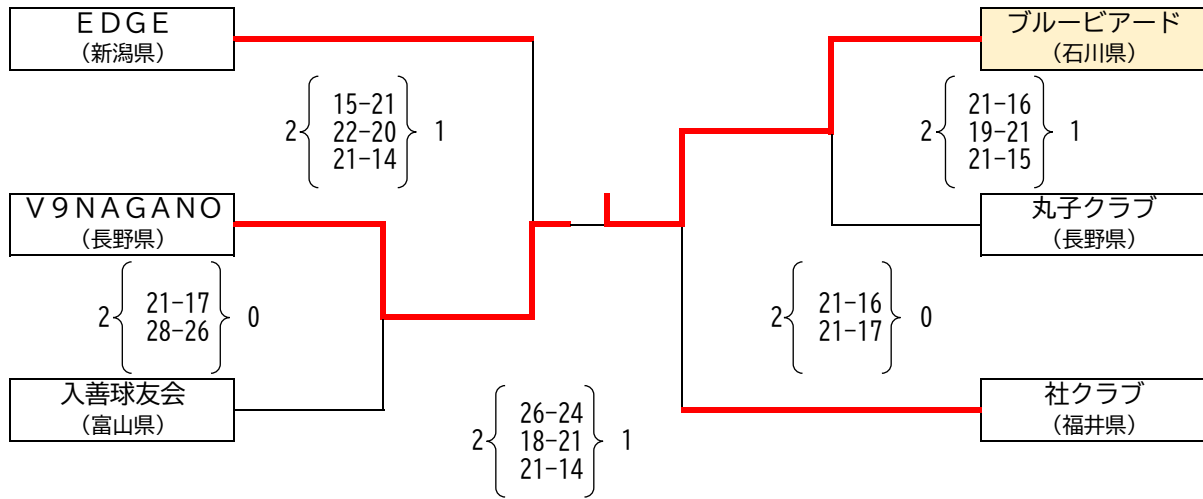 ＥＤＧＥ
（新潟県）
ブルービアード
（石川県）
2 15-21 1
22-20
21-14
2 21-16 1
19-21
21-15
Ｖ９ＮＡＧＡＮＯ
（長野県）
丸子クラブ
（長野県）
2 21-17 0
28-26
2 21-16 0
21-17
入善球友会
（富山県）
社クラブ
（福井県）
2 26-24 1
18-21
21-14